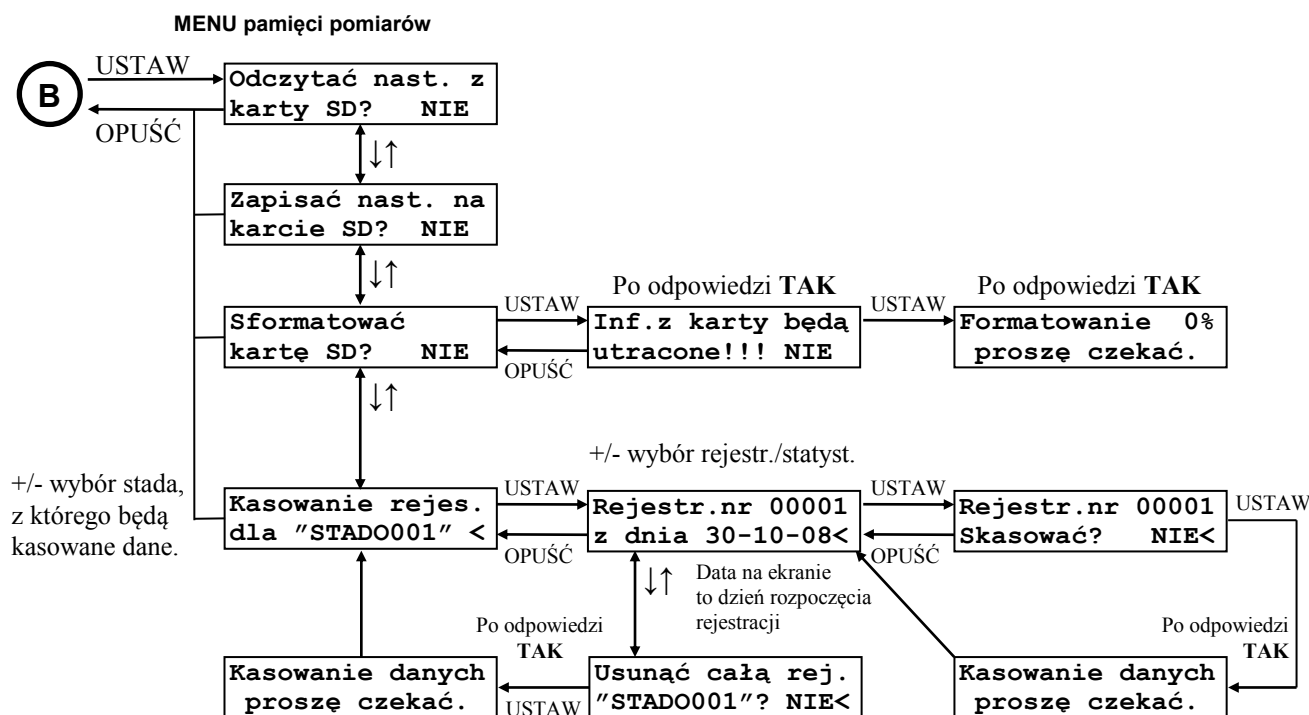 MENU pamięci pomiarów
B
USTAW
OPUŚĆ
Odczytać nast. z
karty SD? NIE
↓↑
Zapisać nast. na
karcie SD? NIE
↓↑
Sformatować
kartę SD? NIE
USTAW
OPUŚĆ
Po odpowiedzi TAK
Inf.z karty będą
utracone!!! NIE
USTAW
Po odpowiedzi TAK
Formatowanie 0%
proszę czekać.
↓↑
+/- wybór stada,
z którego będą
kasowane dane.
Kasowanie rejes.
dla ″STADO001″ <
USTAW
OPUŚĆ
+/- wybór rejestr./statyst.
Rejestr.nr 00001
z dnia 30-10-08<
USTAW
OPUŚĆ
Rejestr.nr 00001
Skasować? NIE<
USTAW
↓↑
Data na ekranie
to dzień rozpoczęcia
rejestracji
Po odpowiedzi
TAK
Po odpowiedzi
TAK
Kasowanie danych
proszę czekać.
USTAW
Usunąć całą rej.
″STADO001″? NIE<
Kasowanie danych
proszę czekać.